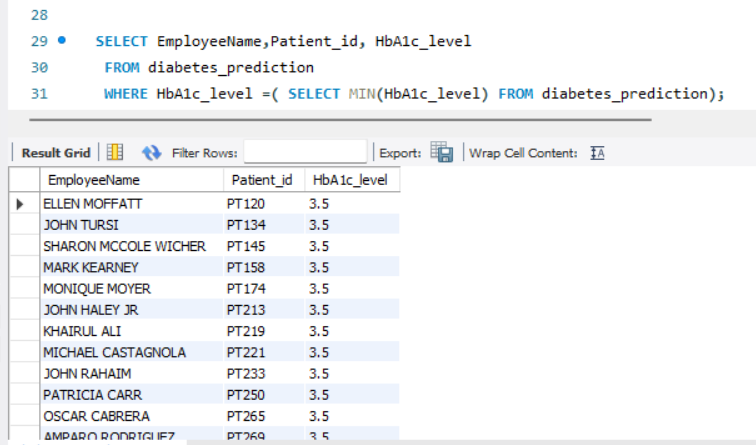 28
29 SELECT EmployeeName,Patient_id, HbA1c_level
30 FROM diabetes_prediction
31 WHERE HbA1c_level =( SELECT MIN(HbA1c_level) FROM diabetes_prediction);
Result Grid Filter Rows: Export: Wrap Cell Content: IA
EmployeeName Patient_id HbA1c_level
ELLEN MOFFATT PT120 3.5
JOHN TURSI PT134 3.5
SHARON MCCOLE WICHER PT145 3.5
MARK KEARNEY PT158 3.5
MONIQUE MOYER PT174 3.5
JOHN HALEY JR PT213 3.5
KHAIRUL ALI PT219 3.5
MICHAEL CASTAGNOLA PT221 3.5
JOHN RAHAIM PT233 3.5
PATRICIA CARR PT250 3.5
OSCAR CABRERA PT265 3.5
AMPARO RODRIGUEZ PT269 3.5